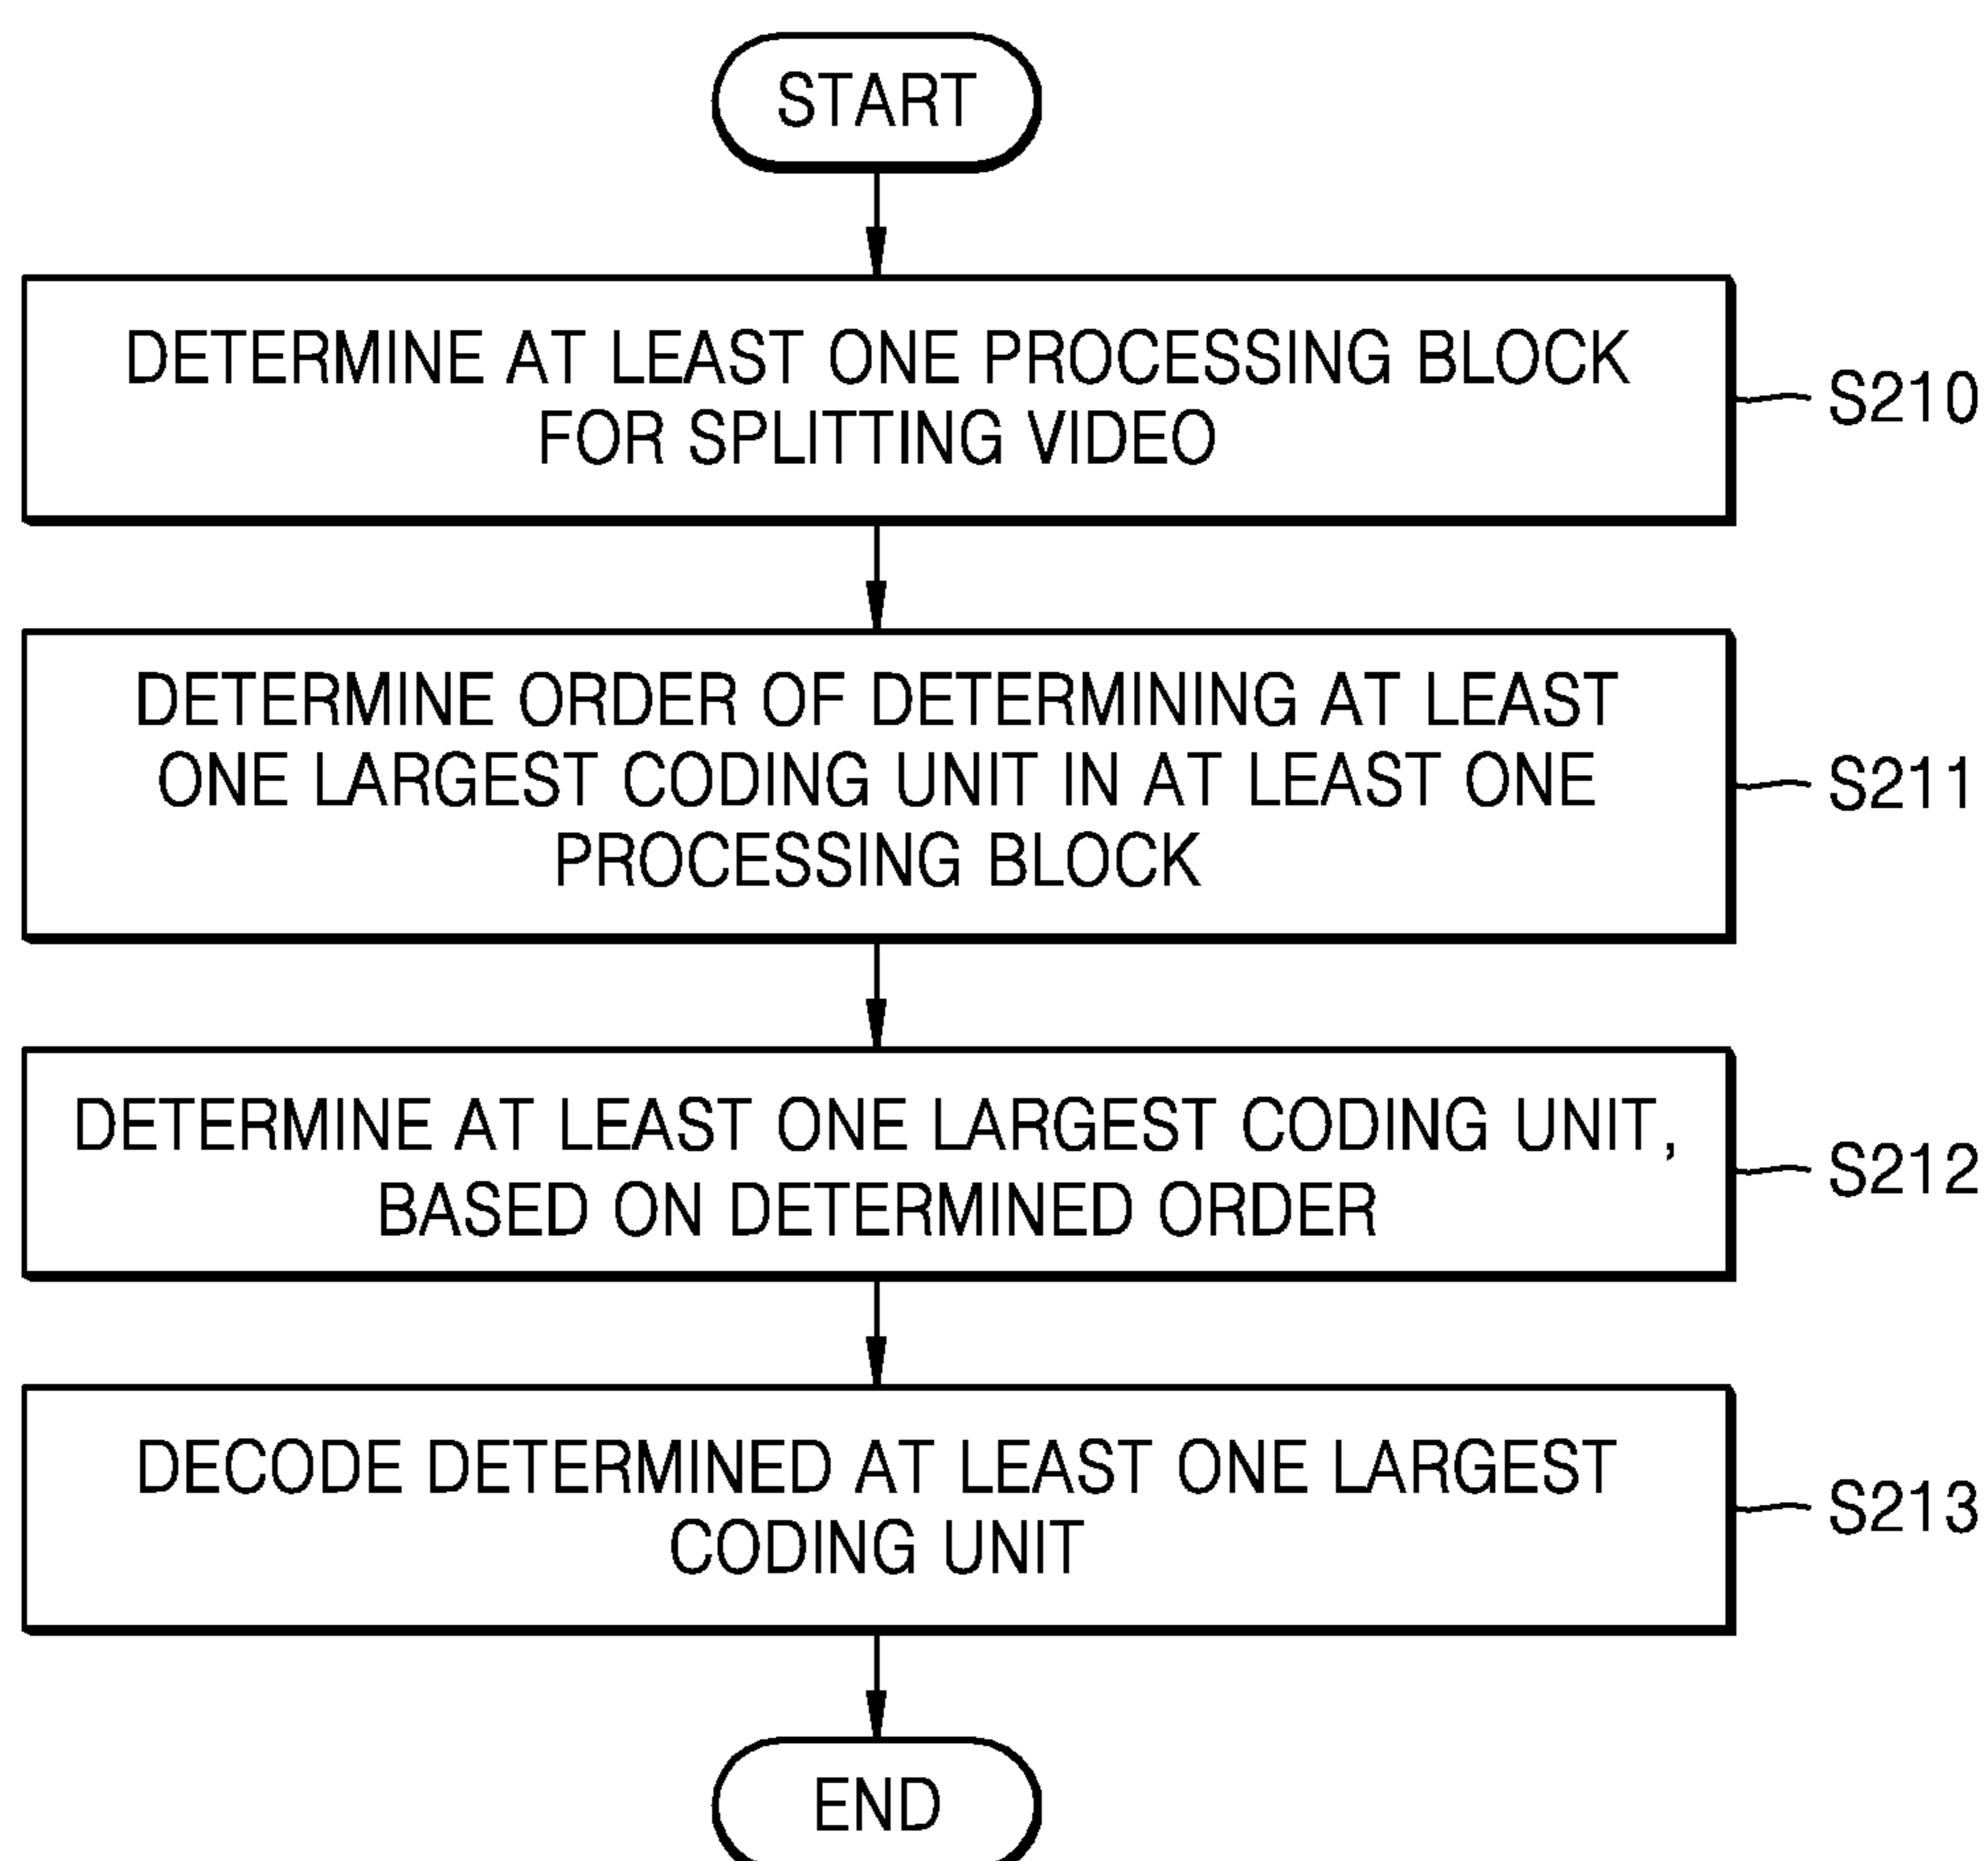 START
DETERMINE AT LEAST ONE PROCESSING BLOCK
FOR SPLITTING VIDEO
S210
DETERMINE ORDER OF DETERMINING AT LEAST
ONE LARGEST CODING UNIT IN AT LEAST ONE
PROCESSING BLOCK
S211
DETERMINE AT LEAST ONE LARGEST CODING UNIT,
BASED ON DETERMINED ORDER
S212
DECODE DETERMINED AT LEAST ONE LARGEST
CODING UNIT
S213
END